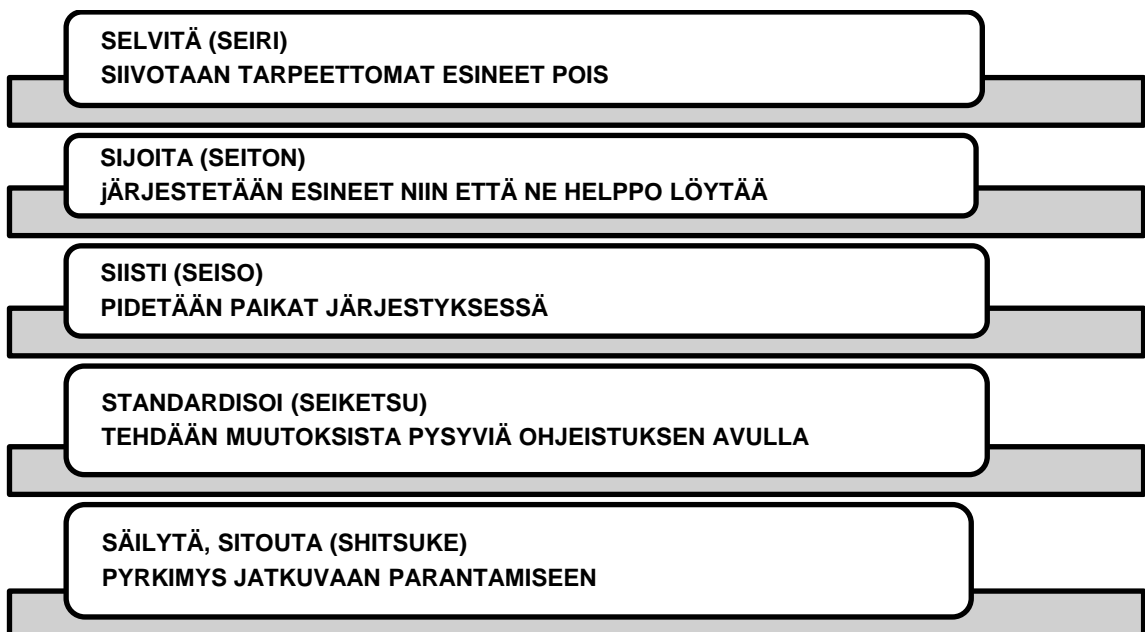 SELVITÄ (SEIRI)
SIIVOTAAN TARPEETTOMAT ESINEET POIS
SIJOITA (SEITON)
jÄRJESTETÄÄN ESINEET NIIN ETTÄ NE HELPPO LÖYTÄÄ
SIISTI (SEISO)
PIDETÄÄN PAIKAT JÄRJESTYKSESSÄ
STANDARDISOI (SEIKETSU)
TEHDÄÄN MUUTOKSISTA PYSYVIÄ OHJEISTUKSEN AVULLA
SÄILYTÄ, SITOUTA (SHITSUKE)
PYRKIMYS JATKUVAAN PARANTAMISEEN